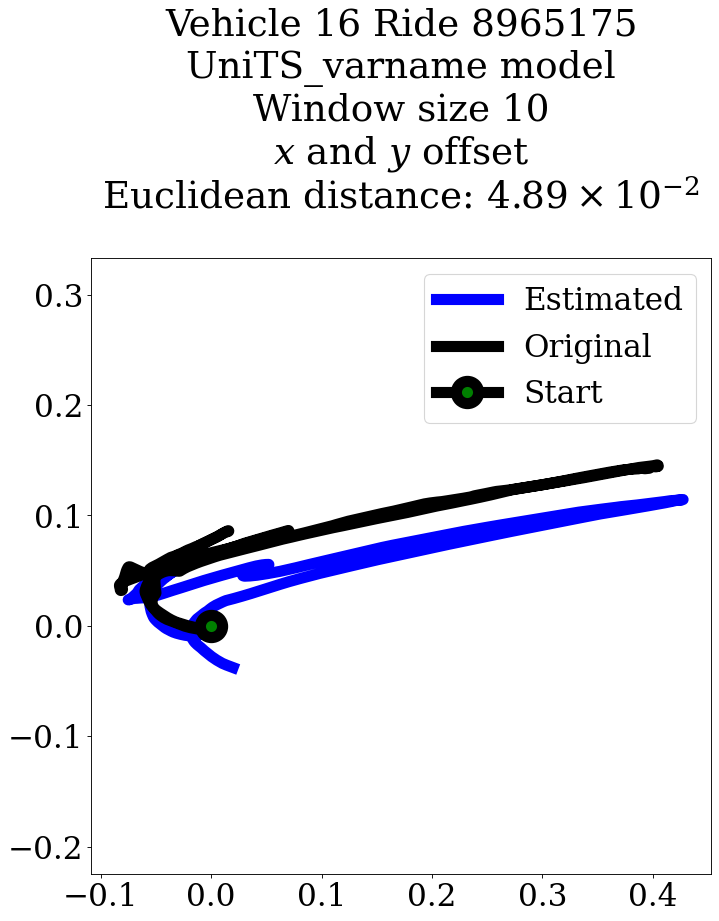 Vehicle 16 Ride 8965175
UniTS_varname model
Window size 10
x and y offset
Euclidean distance: 4.89 × 10⁻²
Estimated
Original
Start
0.3
0.2
0.1
0.0
−0.1
−0.2
−0.1 0.0 0.1 0.2 0.3 0.4